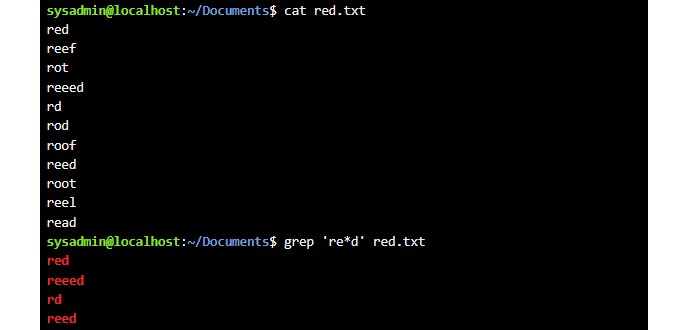 sysadmin@localhost:~/Documents$ cat red.txt
red
reef
rot
reeed
rd
rod
roof
reed
root
reel
read
sysadmin@localhost:~/Documents$ grep 're*d' red.txt
red
reeed
rd
reed